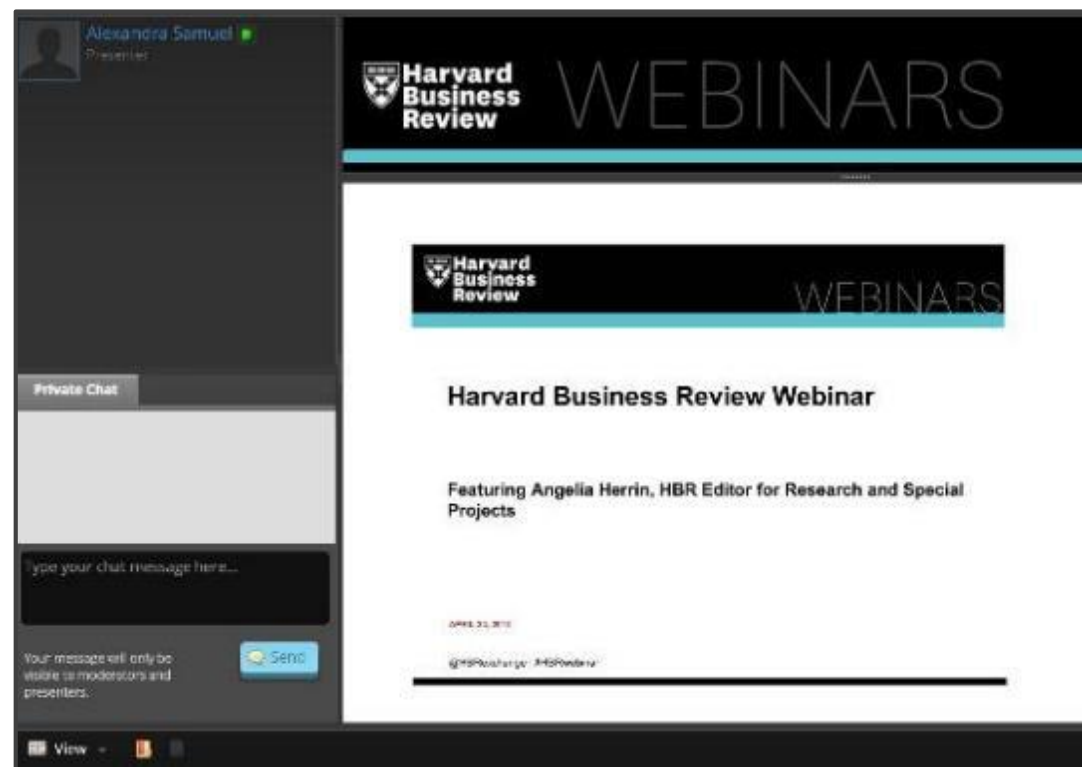 Alexandra Samuel
Presenter
Harvard
Business
Review
WEBINARS
Harvard
Business
Review
WEBINARS
Harvard Business Review Webinar
Featuring Angelia Herrin, HBR Editor for Research and Special
Projects
Private Chat
Type your chat message here...
Your message will only be
visible to moderators and
presenters.
Send
View